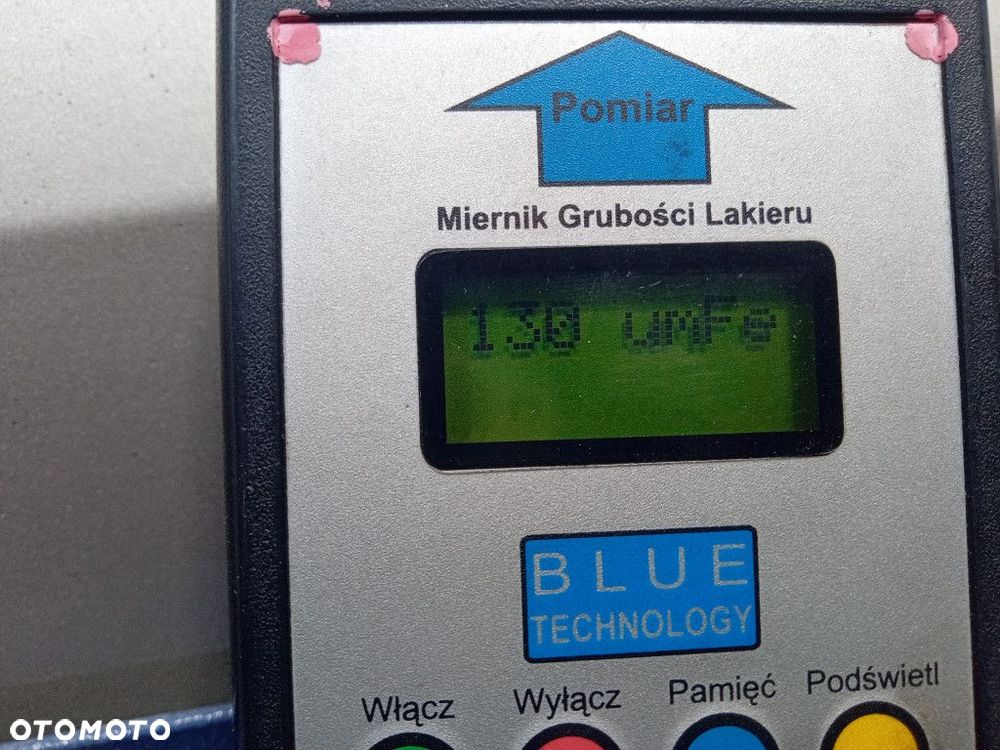 Pomiar
Miernik Grubości Lakieru
130 umFe
BLUE
TECHNOLOGY
Włącz Wyłącz Pamięć Podświetl
OTOMOTO